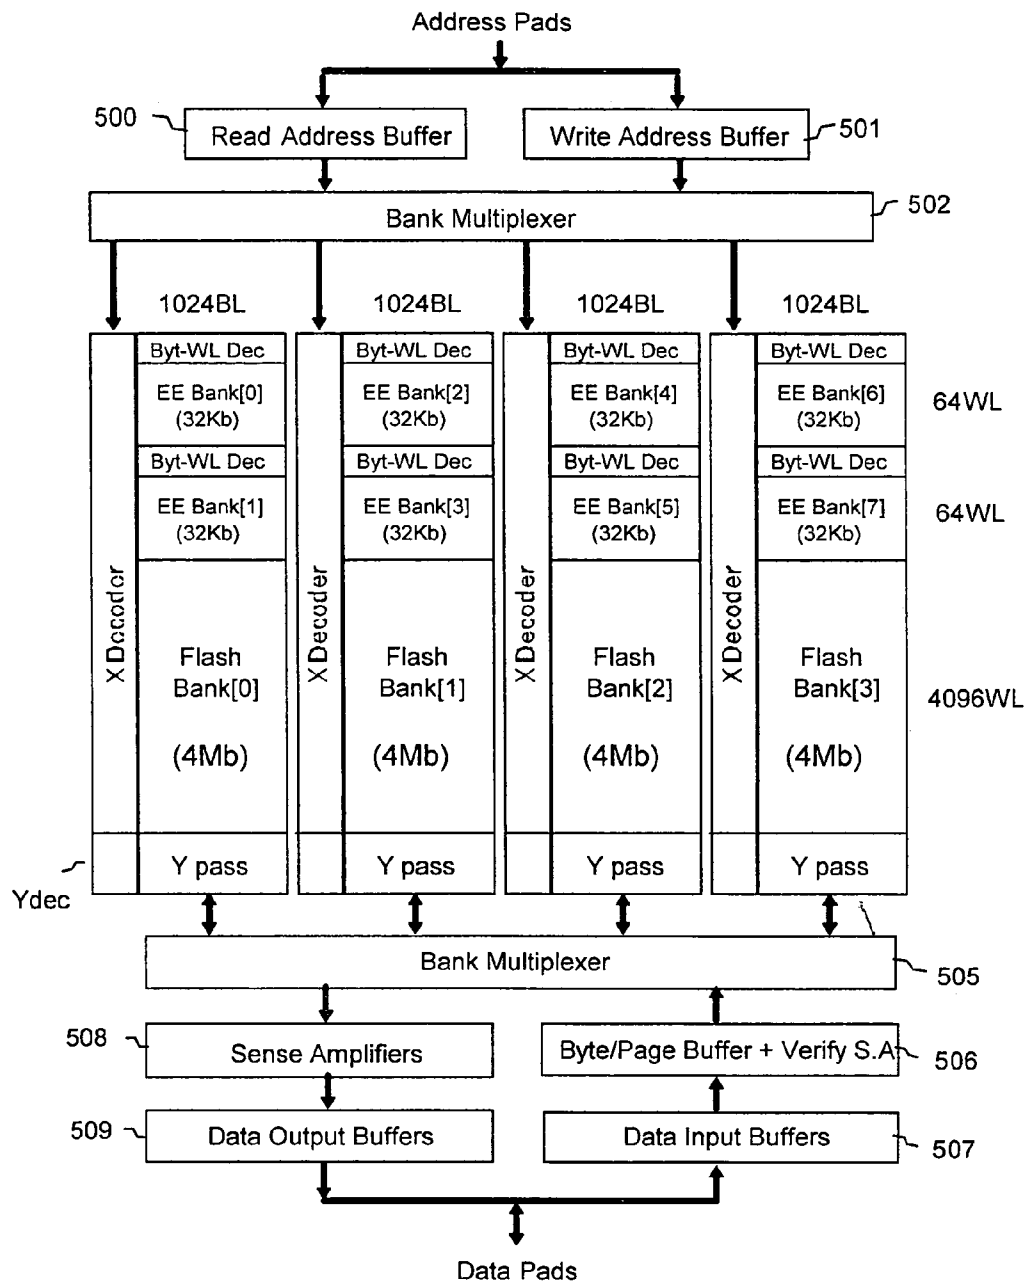 Address Pads
500
Read Address Buffer
Write Address Buffer
501
Bank Multiplexer
502
1024BL
1024BL
1024BL
1024BL
Byt-WL Dec
Byt-WL Dec
Byt-WL Dec
Byt-WL Dec
EE Bank[0]
(32Kb)
EE Bank[2]
(32Kb)
EE Bank[4]
(32Kb)
EE Bank[6]
(32Kb)
64WL
Byt-WL Dec
Byt-WL Dec
Byt-WL Dec
Byt-WL Dec
EE Bank[1]
(32Kb)
EE Bank[3]
(32Kb)
EE Bank[5]
(32Kb)
EE Bank[7]
(32Kb)
64WL
X Decoder
X Decoder
X Decoder
X Decoder
Flash
Bank[0]
(4Mb)
Flash
Bank[1]
(4Mb)
Flash
Bank[2]
(4Mb)
Flash
Bank[3]
(4Mb)
4096WL
Y pass
Y pass
Y pass
Y pass
Ydec
Bank Multiplexer
505
508
Sense Amplifiers
Byte/Page Buffer + Verify S.A
506
509
Data Output Buffers
Data Input Buffers
507
Data Pads